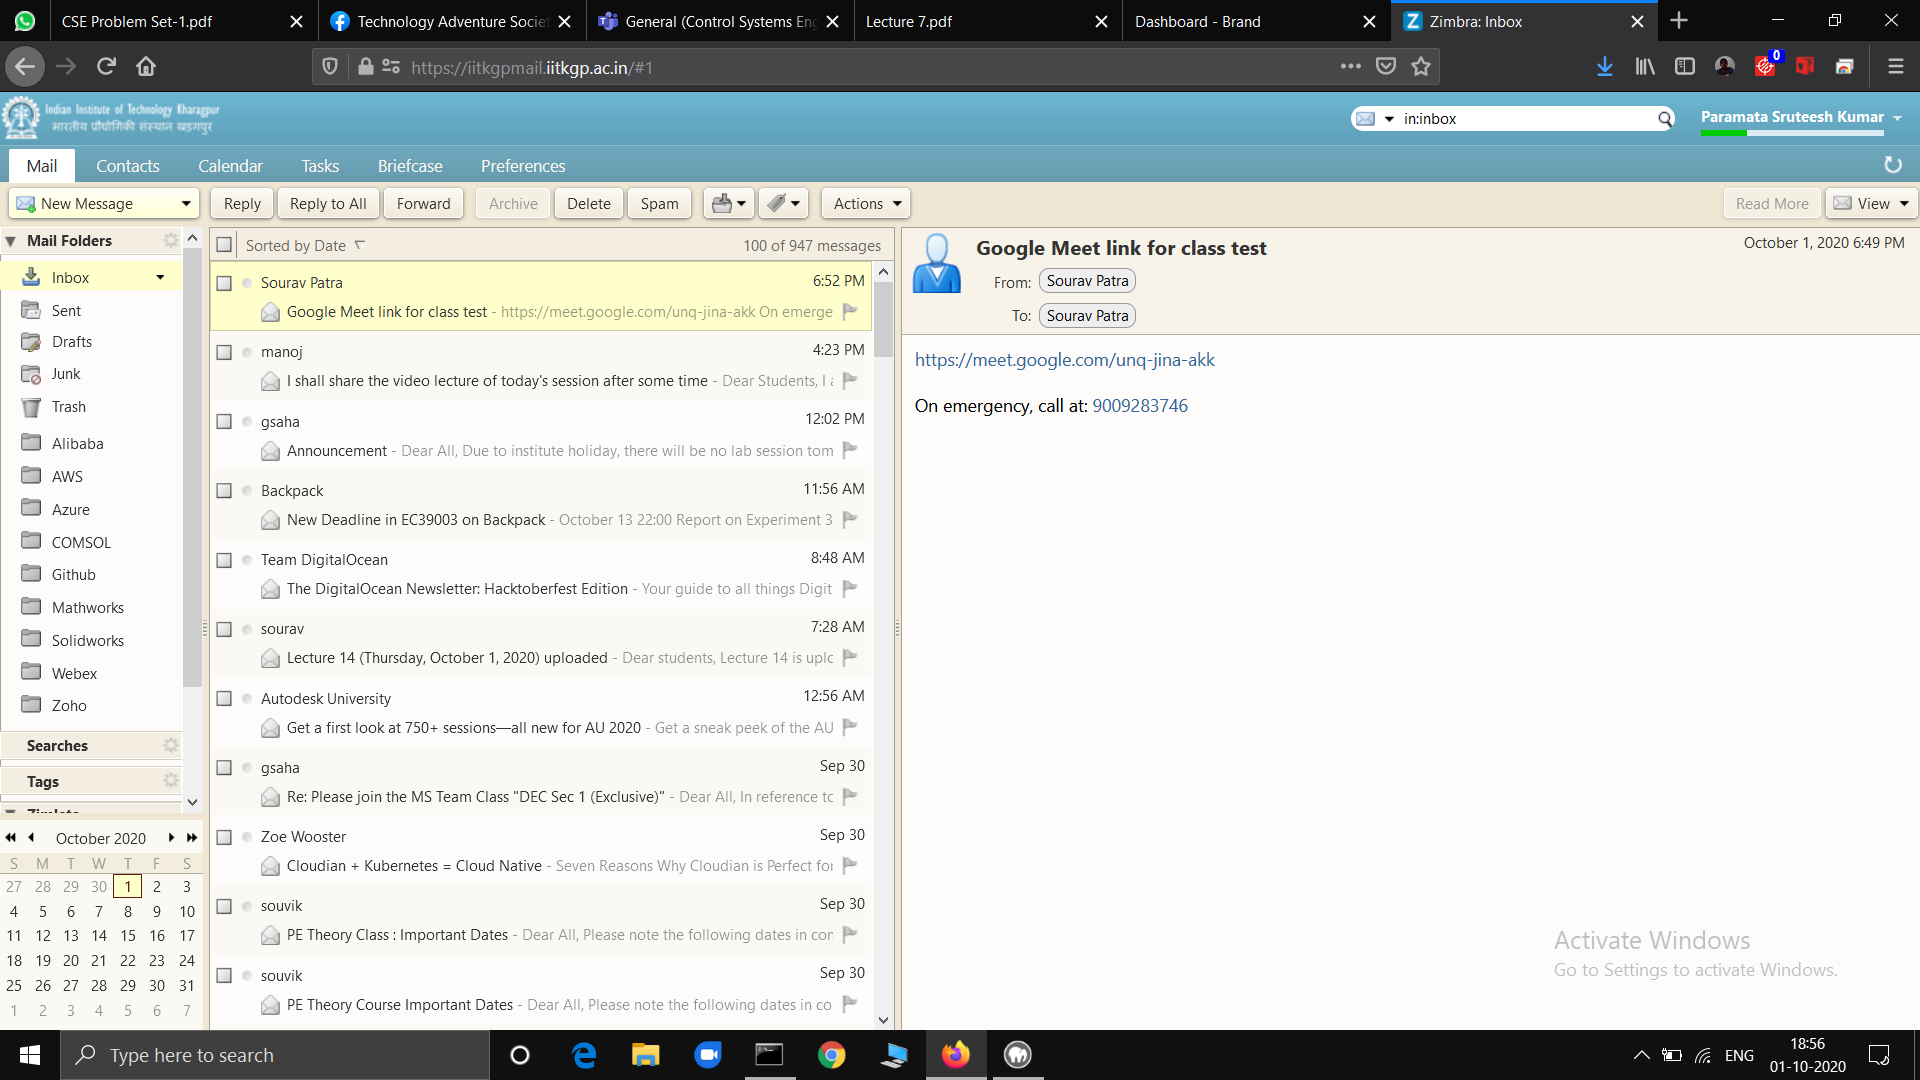 CSE Problem Set-1.pdf
Technology Adventure Societ
General (Control Systems Eng
Lecture 7.pdf
Dashboard - Brand
Zimbra: Inbox
https://iitkgpmail.iitkgp.ac.in/#1
0
Indian Institute of Technology Kharagpur
भारतीय प्रौद्योगिकी संस्थान खड़गपुर
in:inbox
Paramata Sruteesh Kumar
Mail
Contacts
Calendar
Tasks
Briefcase
Preferences
New Message
Reply
Reply to All
Forward
Archive
Delete
Spam
Actions
Read More
View
Mail Folders
Inbox
Sent
Drafts
Junk
Trash
Alibaba
AWS
Azure
COMSOL
Github
Mathworks
Solidworks
Webex
Zoho
Searches
Tags
October 2020
S M T W T F S
27 28 29 30 1 2 3
4 5 6 7 8 9 10
11 12 13 14 15 16 17
18 19 20 21 22 23 24
25 26 27 28 29 30 31
1 2 3 4 5 6 7
Sorted by Date
100 of 947 messages
Sourav Patra 6:52 PM
Google Meet link for class test - https://meet.google.com/unq-jina-akk On emerge
manoj 4:23 PM
I shall share the video lecture of today's session after some time - Dear Students, I a
gsaha 12:02 PM
Announcement - Dear All, Due to institute holiday, there will be no lab session tom
Backpack 11:56 AM
New Deadline in EC39003 on Backpack - October 13 22:00 Report on Experiment 3
Team DigitalOcean 8:48 AM
The DigitalOcean Newsletter: Hacktoberfest Edition - Your guide to all things Digit
sourav 7:28 AM
Lecture 14 (Thursday, October 1, 2020) uploaded - Dear students, Lecture 14 is uplo
Autodesk University 12:56 AM
Get a first look at 750+ sessions—all new for AU 2020 - Get a sneak peek of the AU
gsaha Sep 30
Re: Please join the MS Team Class "DEC Sec 1 (Exclusive)" - Dear All, In reference to
Zoe Wooster Sep 30
Cloudian + Kubernetes = Cloud Native - Seven Reasons Why Cloudian is Perfect for
souvik Sep 30
PE Theory Class : Important Dates - Dear All, Please note the following dates in con
souvik Sep 30
PE Theory Course Important Dates - Dear All, Please note the following dates in co
Google Meet link for class test
October 1, 2020 6:49 PM
From: Sourav Patra
To: Sourav Patra
https://meet.google.com/unq-jina-akk
On emergency, call at: 9009283746
Activate Windows
Go to Settings to activate Windows.
Type here to search
ENG
18:56
01-10-2020